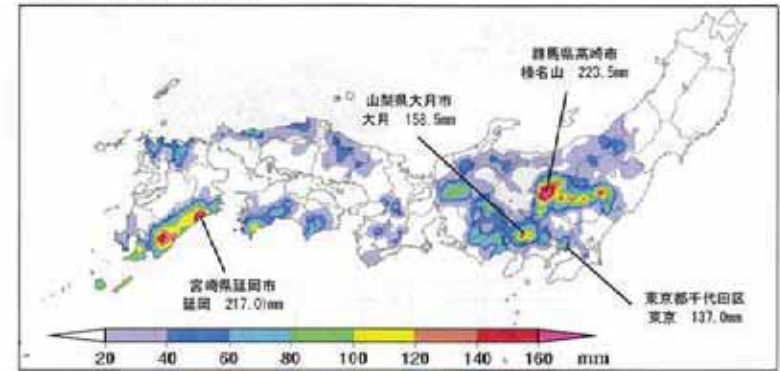 群馬県高崎市
榛名山 223.5mm
山梨県大月市
大月 158.5mm
宮崎県延岡市
延岡 217.0)mm
東京都千代田区
東京 137.0mm
20 40 60 80 100 120 140 160 mm